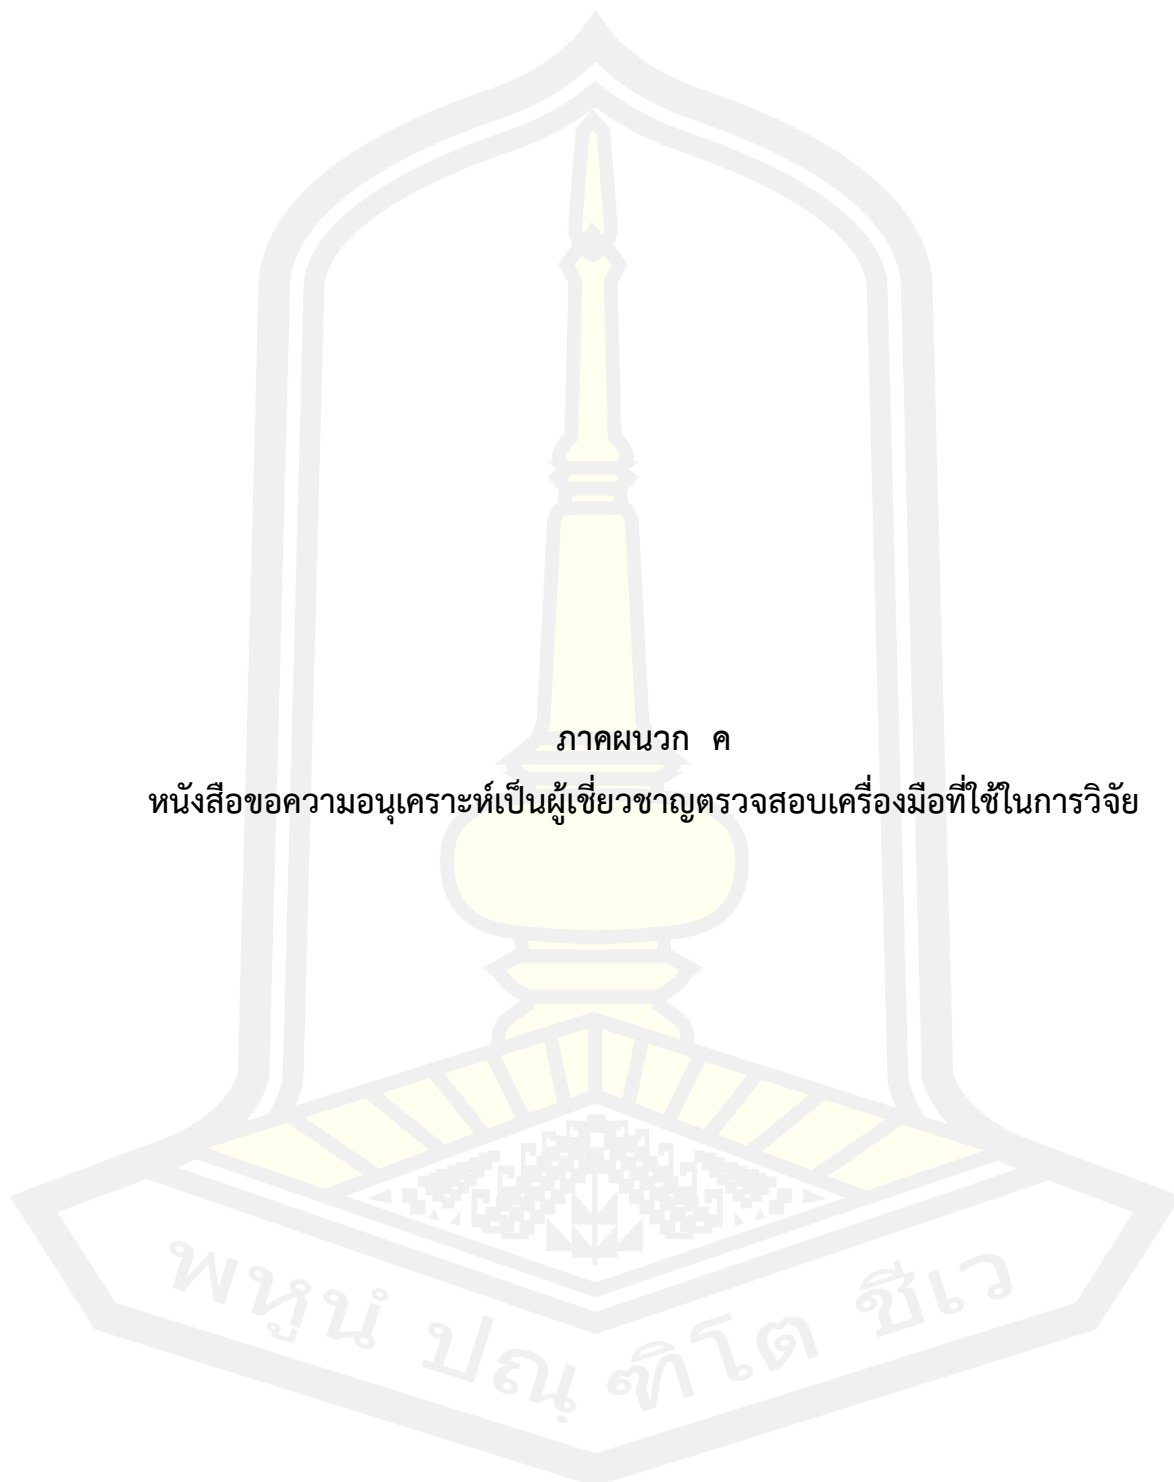 ภาคผนวก ค
หนังสือขอความอนุเคราะห์เป็นผู้เชี่ยวชาญตรวจสอบเครื่องมือที่ใช้ในการวิจัย
พหูนํ ปณฺฑิโต ชีเว